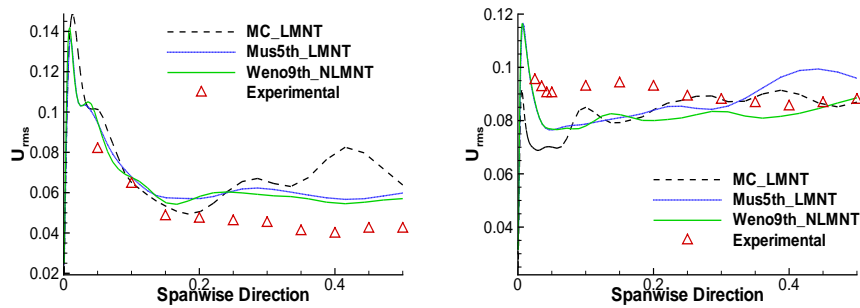 0.14
0.12
0.1
0.08
0.06
0.04
0.02
U rms
MC_LMNT
Mus5th_LMNT
Weno9th_NLMNT
Experimental
0
0.2
0.4
Spanwise Direction
0.12
0.1
0.08
0.06
0.04
U rms
MC_LMNT
Mus5th_LMNT
Weno9th_NLMNT
Experimental
0
0.2
0.4
Spanwise Direction